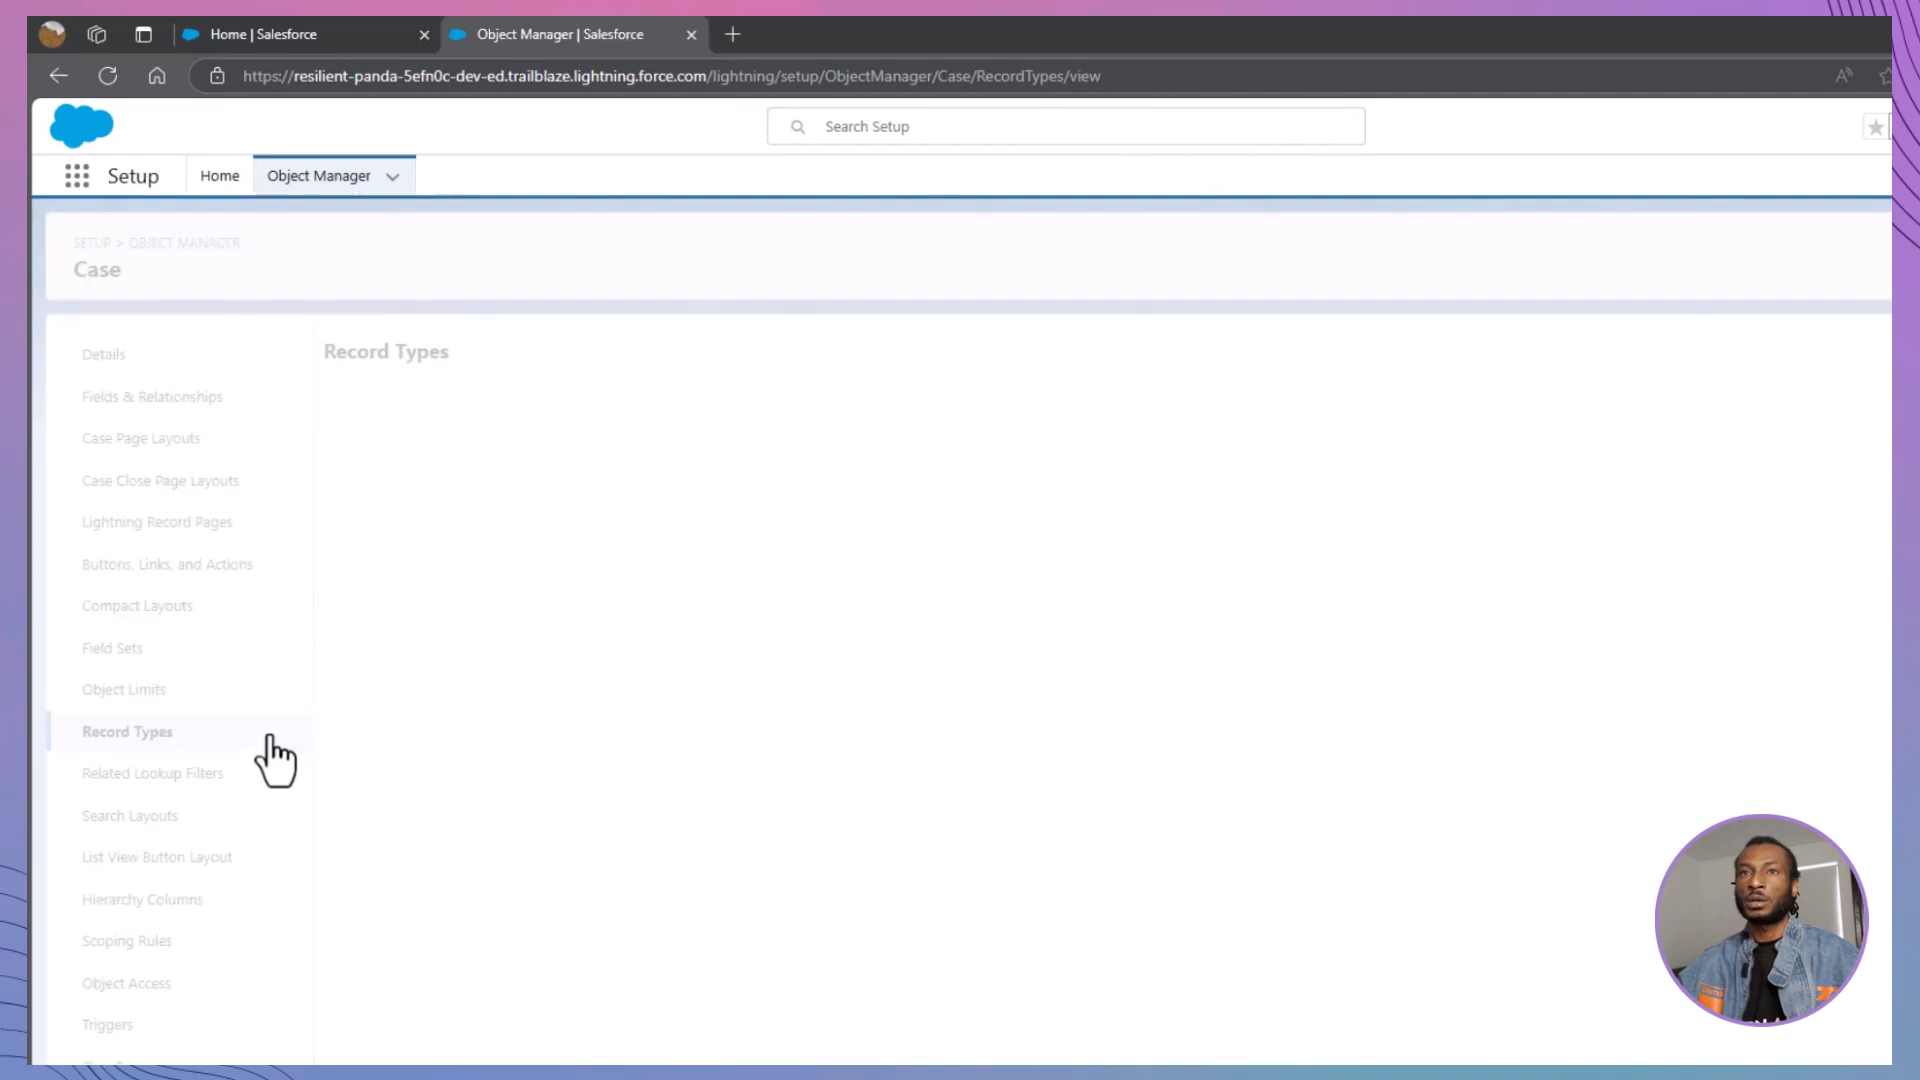 Home | Salesforce
Object Manager | Salesforce
https://resilient-panda-5efn0c-dev-ed.trailblaze.lightning.force.com/lightning/setup/ObjectManager/Case/RecordTypes/view
Search Setup
Setup
Home
Object Manager
SETUP > OBJECT MANAGER
Case
Details
Record Types
Fields & Relationships
Case Page Layouts
Case Close Page Layouts
Lightning Record Pages
Buttons, Links, and Actions
Compact Layouts
Field Sets
Object Limits
Record Types
Related Lookup Filters
Search Layouts
List View Button Layout
Hierarchy Columns
Scoping Rules
Object Access
Triggers